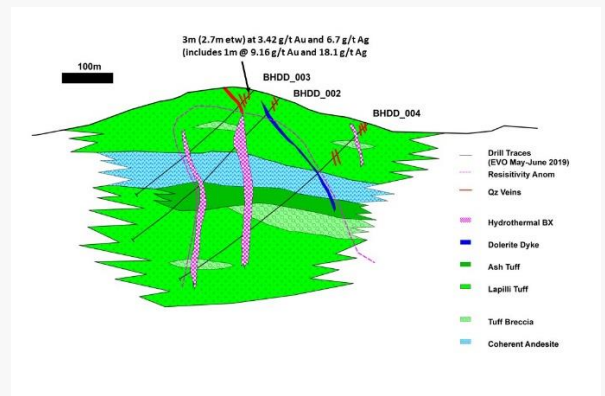 3m (2.7m etw) at 3.42 g/t Au and 6.7 g/t Ag
(includes 1m @ 9.16 g/t Au and 18.1 g/t Ag
100m
BHDD_003
BHDD_002
BHDD_004
Drill Traces
(EVO May-June 2019)
Resisitivity Anom
Qz Veins
Hydrothermal BX
Dolerite Dyke
Ash Tuff
Lapilli Tuff
Tuff Breccia
Coherent Andesite